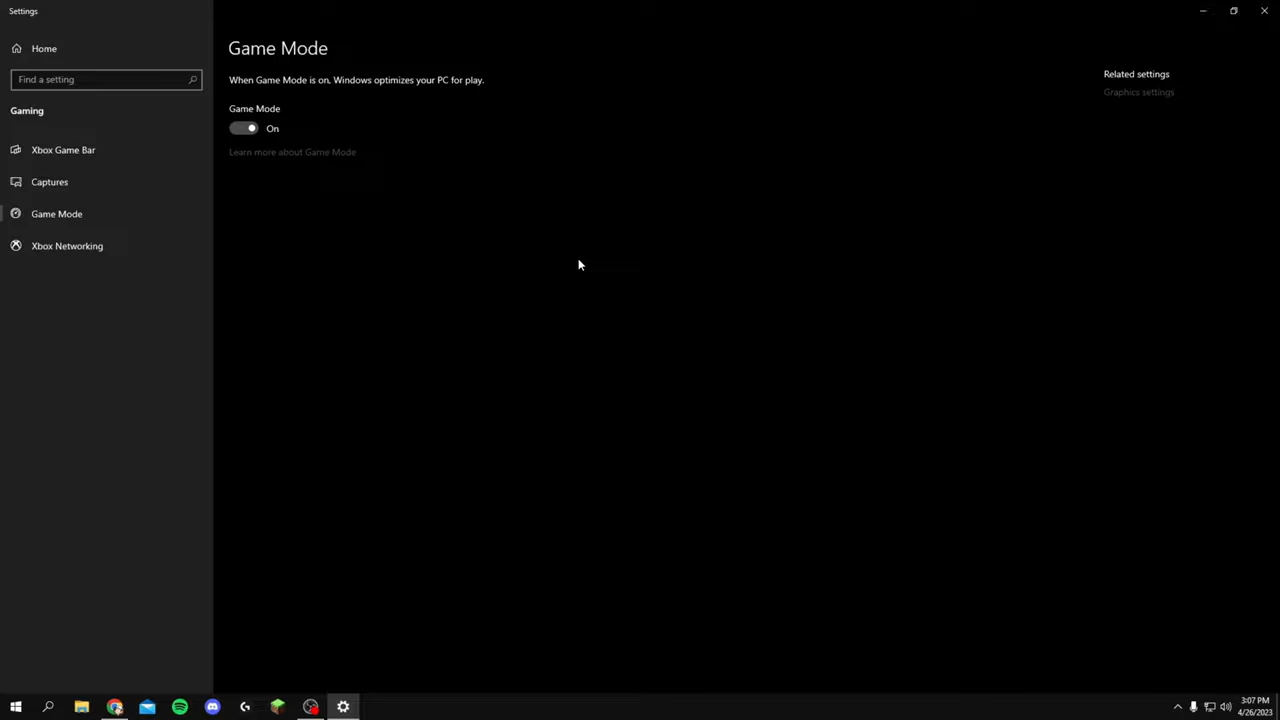 Settings
Home
Find a setting
Gaming
Xbox Game Bar
Captures
Game Mode
Xbox Networking
Game Mode
When Game Mode is on, Windows optimizes your PC for play.
Game Mode
On
Learn more about Game Mode
Related settings
Graphics settings
3:07 PM
4/26/2023